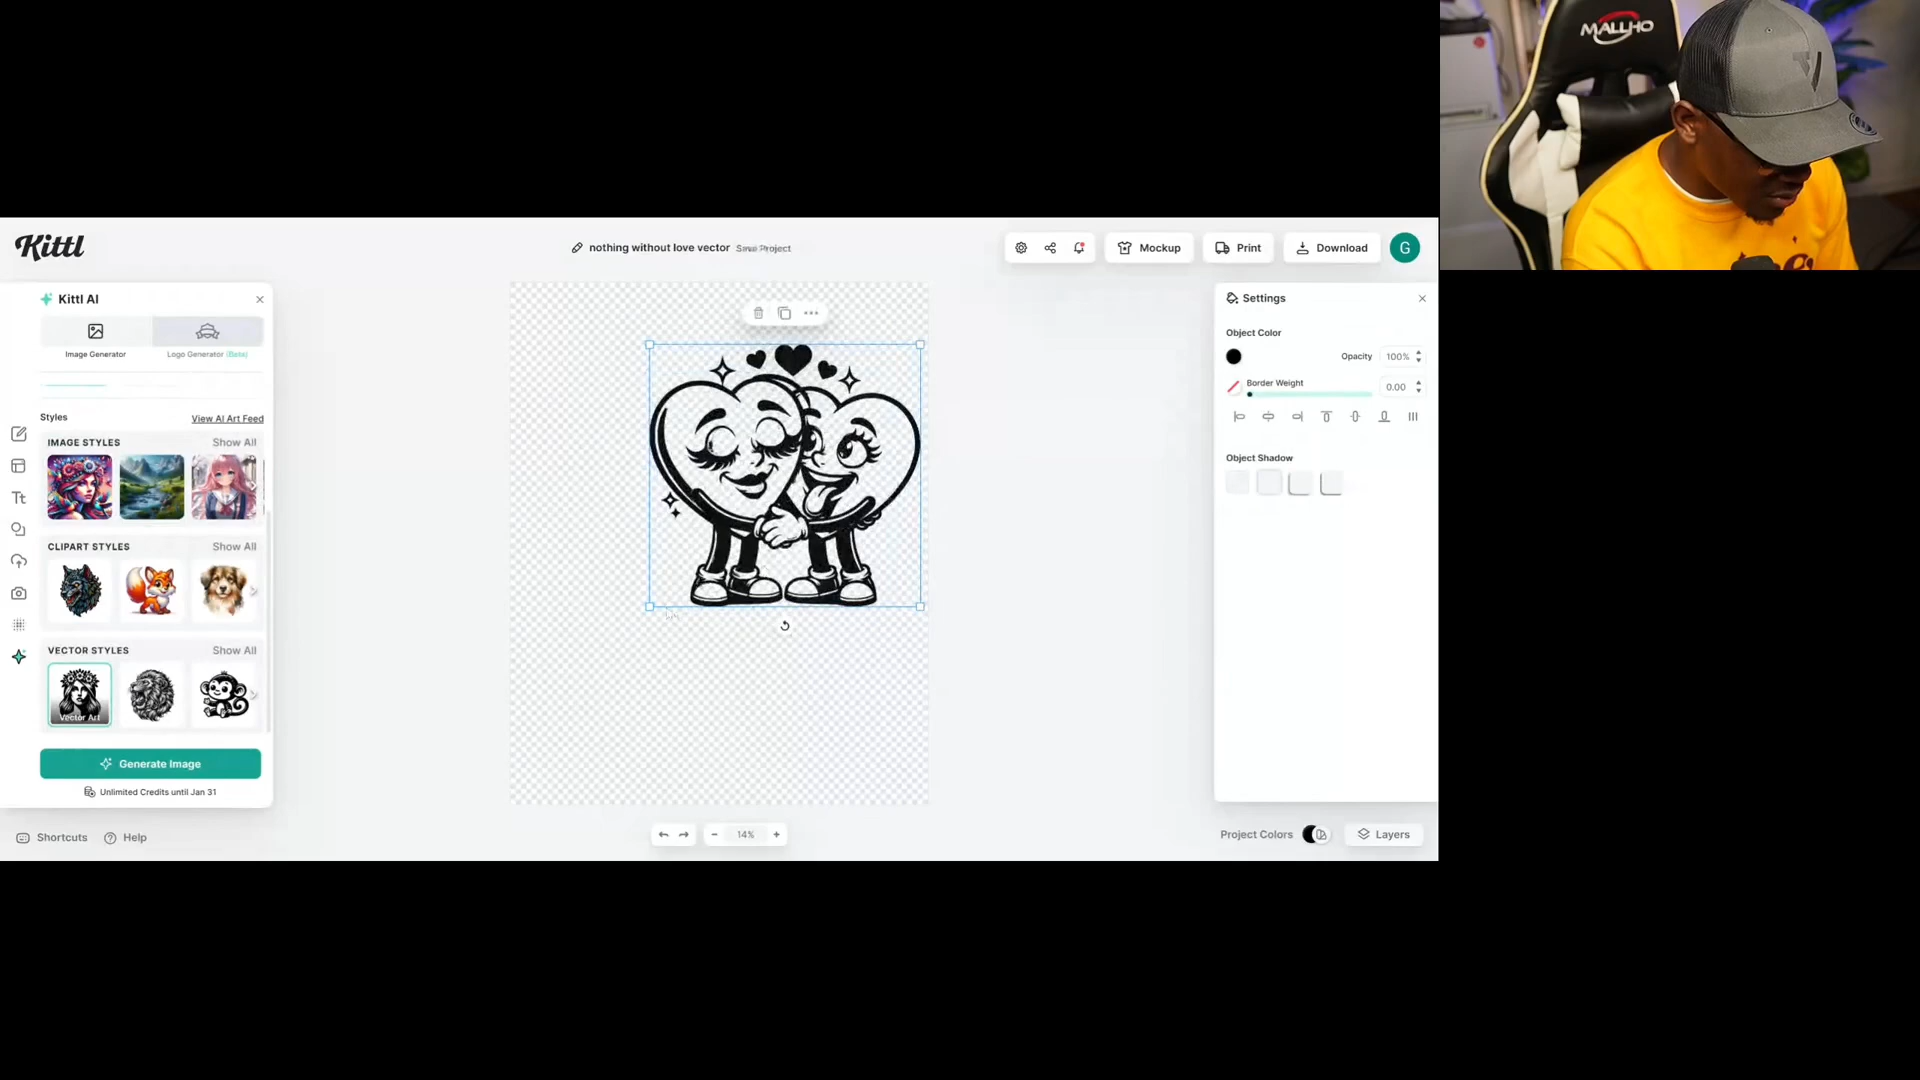 MALLHO
Kittl
nothing without love vector Save Project
Mockup
Print
Download
G
Kittl AI
Image Generator
Logo Generator (Beta)
Styles
View AI Art Feed
IMAGE STYLES
Show All
CLIPART STYLES
Show All
VECTOR STYLES
Show All
Vector Art
Generate Image
Unlimited Credits until Jan 31
Shortcuts
Help
14%
Settings
Object Color
Opacity
100%
Border Weight
0.00
Object Shadow
Project Colors
Layers
Tt